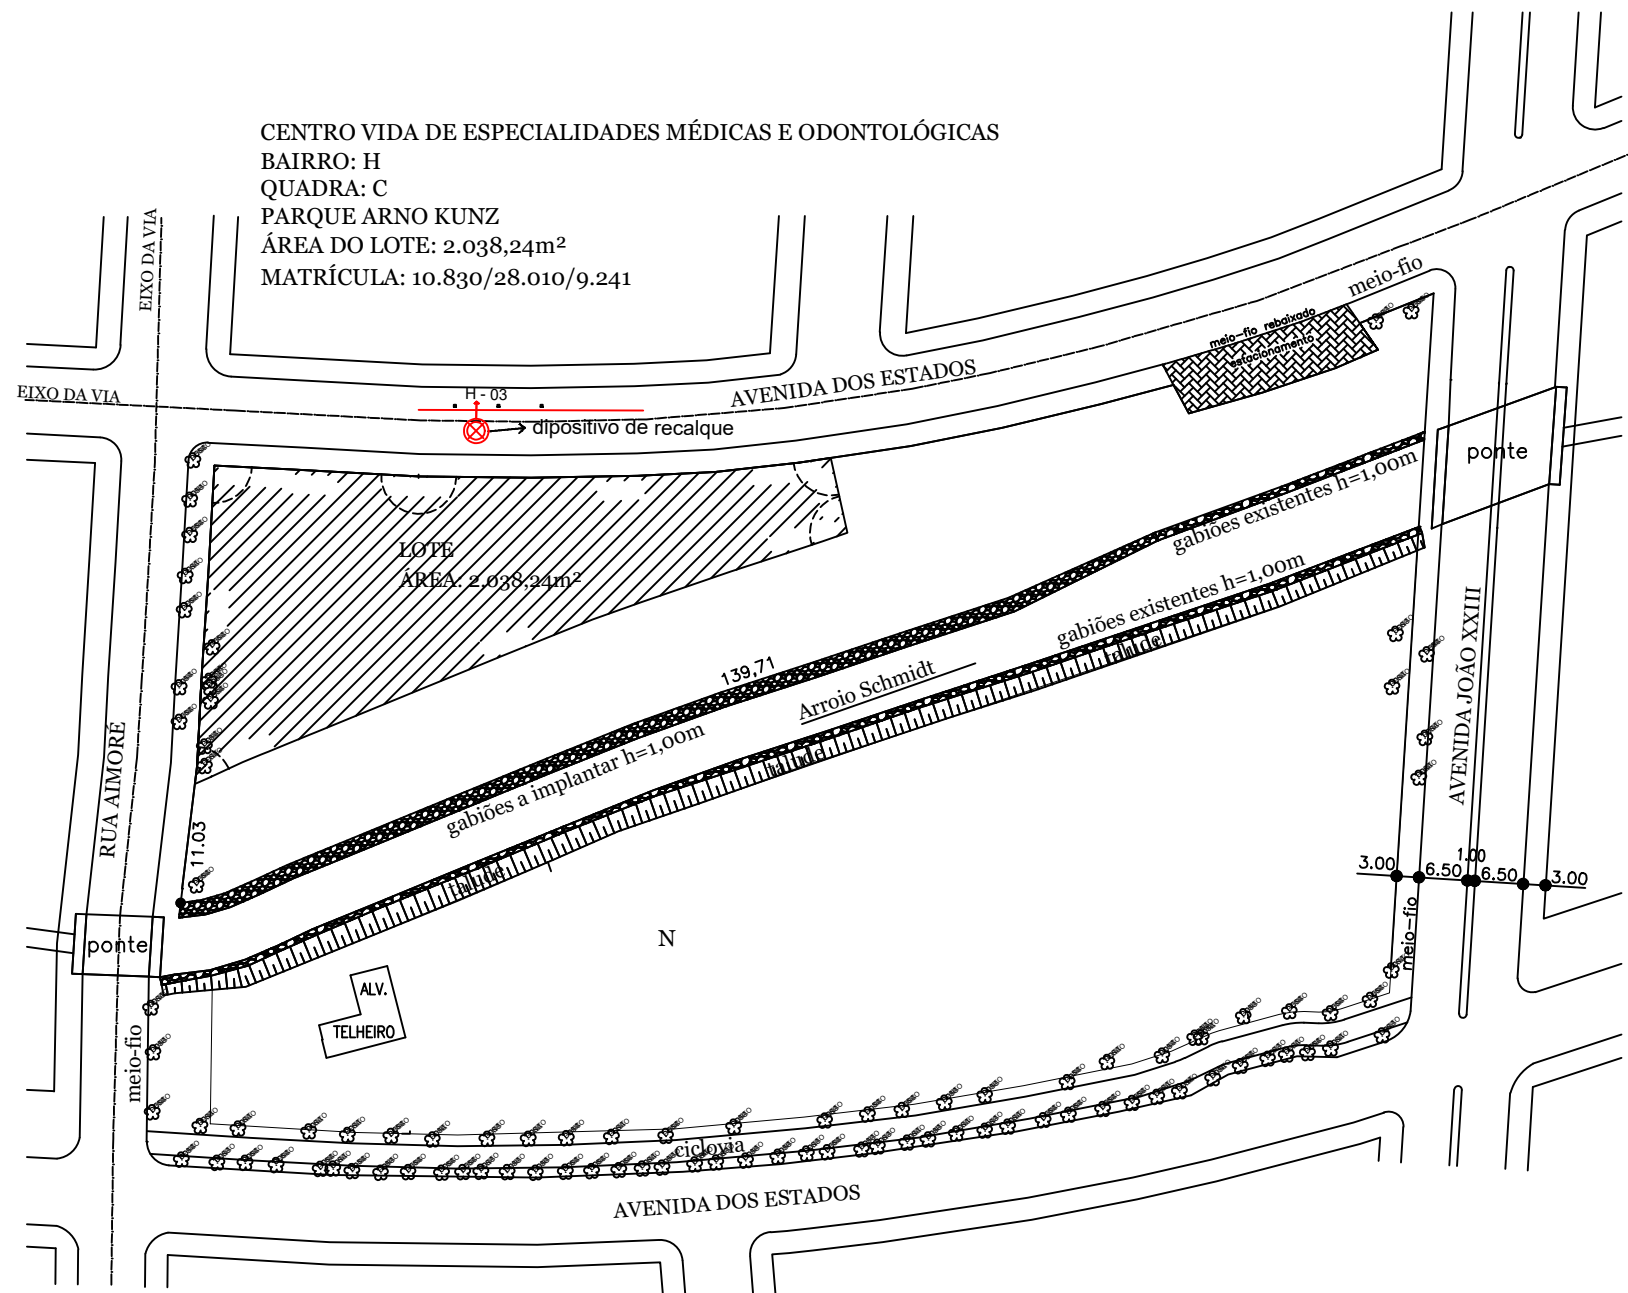 CENTRO VIDA DE ESPECIALIDADES MÉDICAS E ODONTOLÓGICAS
BAIRRO: H
QUADRA: C
PARQUE ARNO KUNZ
ÁREA DO LOTE: 2.038,24m²
MATRÍCULA: 10.830/28.010/9.241
EIXO DA VIA
EIXO DA VIA
H - 03
dipositivo de recalque
AVENIDA DOS ESTADOS
meio-fio rebaixado
estacionamento
meio-fio
ponte
LOTE
ÁREA: 2.038,24m²
gabiões existentes h=1,00m
gabiões existentes h=1,00m
talude
139,71
Arroio Schmidt
gabiões a implantar h=1,00m
talude
talude
RUA AIMORÉ
11.03
AVENIDA JOÃO XXIII
3.00
6.50
1.00
6.50
3.00
meio-fio
ponte
N
ALV.
TELHEIRO
meio-fio
ciclovia
AVENIDA DOS ESTADOS